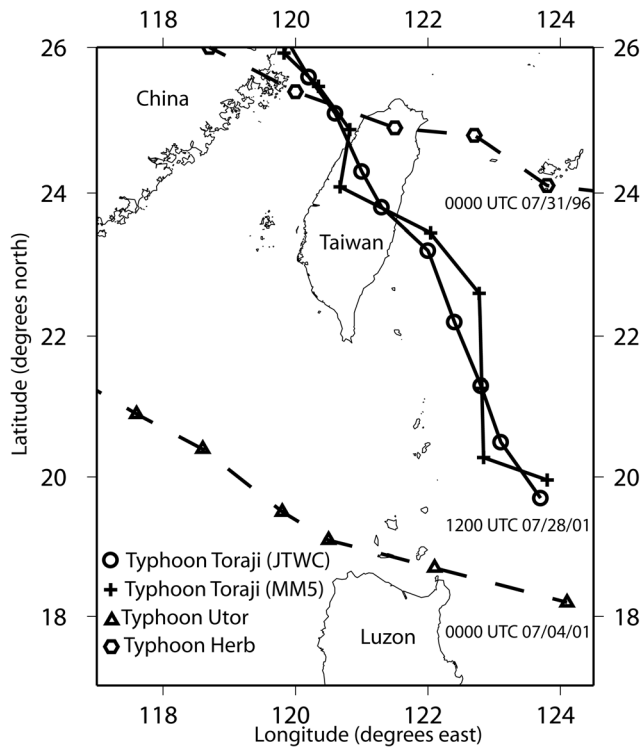 118 120 122 124
26 26
China
24 24
0000 UTC 07/31/96
Taiwan
22 22
20 20
1200 UTC 07/28/01
Typhoon Toraji (JTWC)
Typhoon Toraji (MM5)
Typhoon Utor
Typhoon Herb
18 18
0000 UTC 07/04/01
Luzon
118 120 122 124
Longitude (degrees east)
Latitude (degrees north)